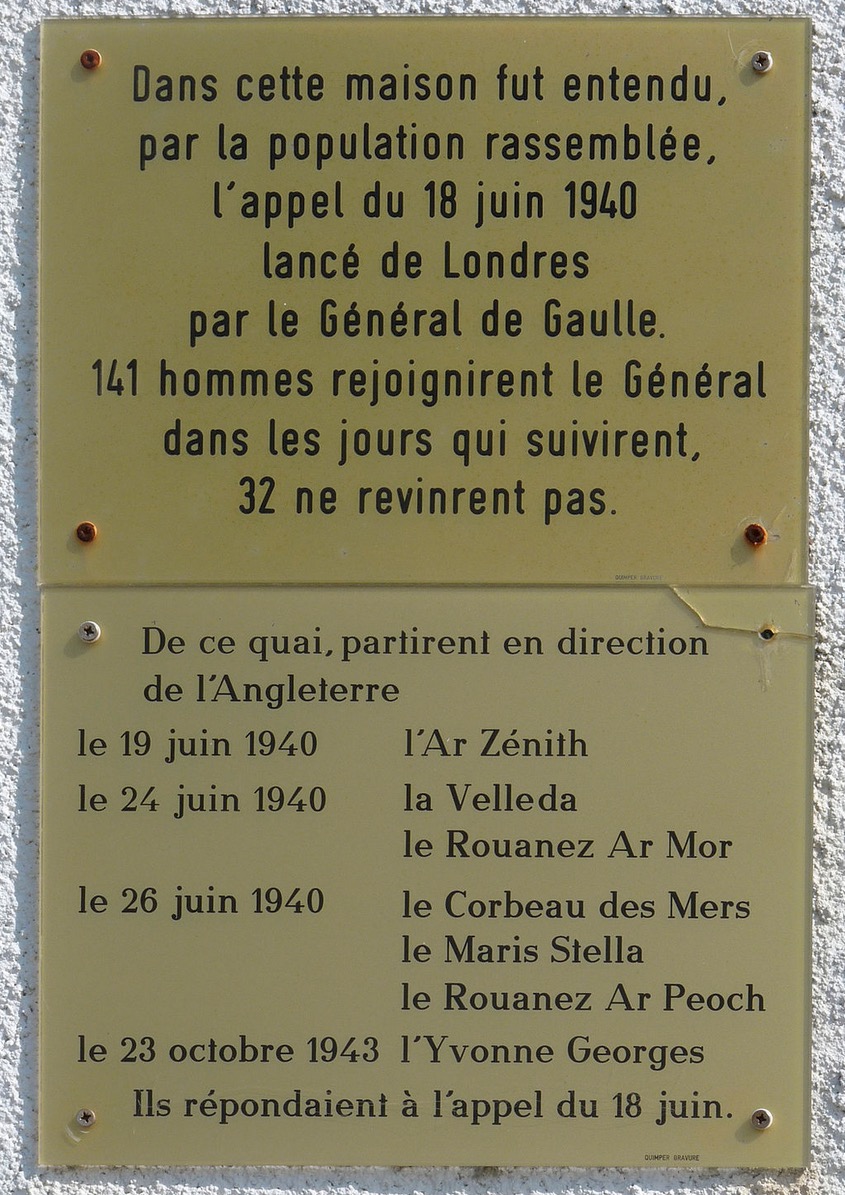 Dans cette maison fut entendu,
par la population rassemblée,
l'appel du 18 juin 1940
lancé de Londres
par le Général de Gaulle.
141 hommes rejoignirent le Général
dans les jours qui suivirent,
32 ne revinrent pas.
QUIMPER GRAVURE
De ce quai, partirent en direction
de l'Angleterre
le 19 juin 1940 l'Ar Zénith
le 24 juin 1940 la Velleda
le Rouanez Ar Mor
le 26 juin 1940 le Corbeau des Mers
le Maris Stella
le Rouanez Ar Peoch
le 23 octobre 1943 l'Yvonne Georges
Ils répondaient à l'appel du 18 juin.
QUIMPER GRAVURE